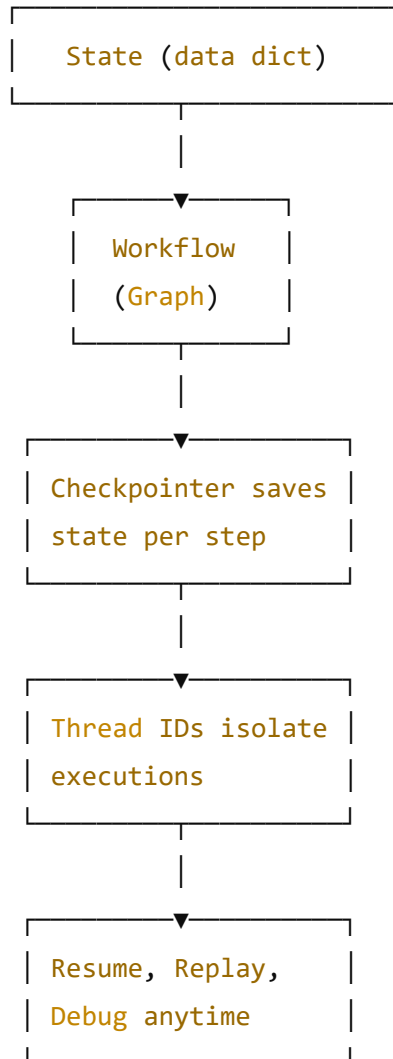 State (data dict)
Workflow
(Graph)
Checkpointer saves
state per step
Thread IDs isolate
executions
Resume, Replay,
Debug anytime